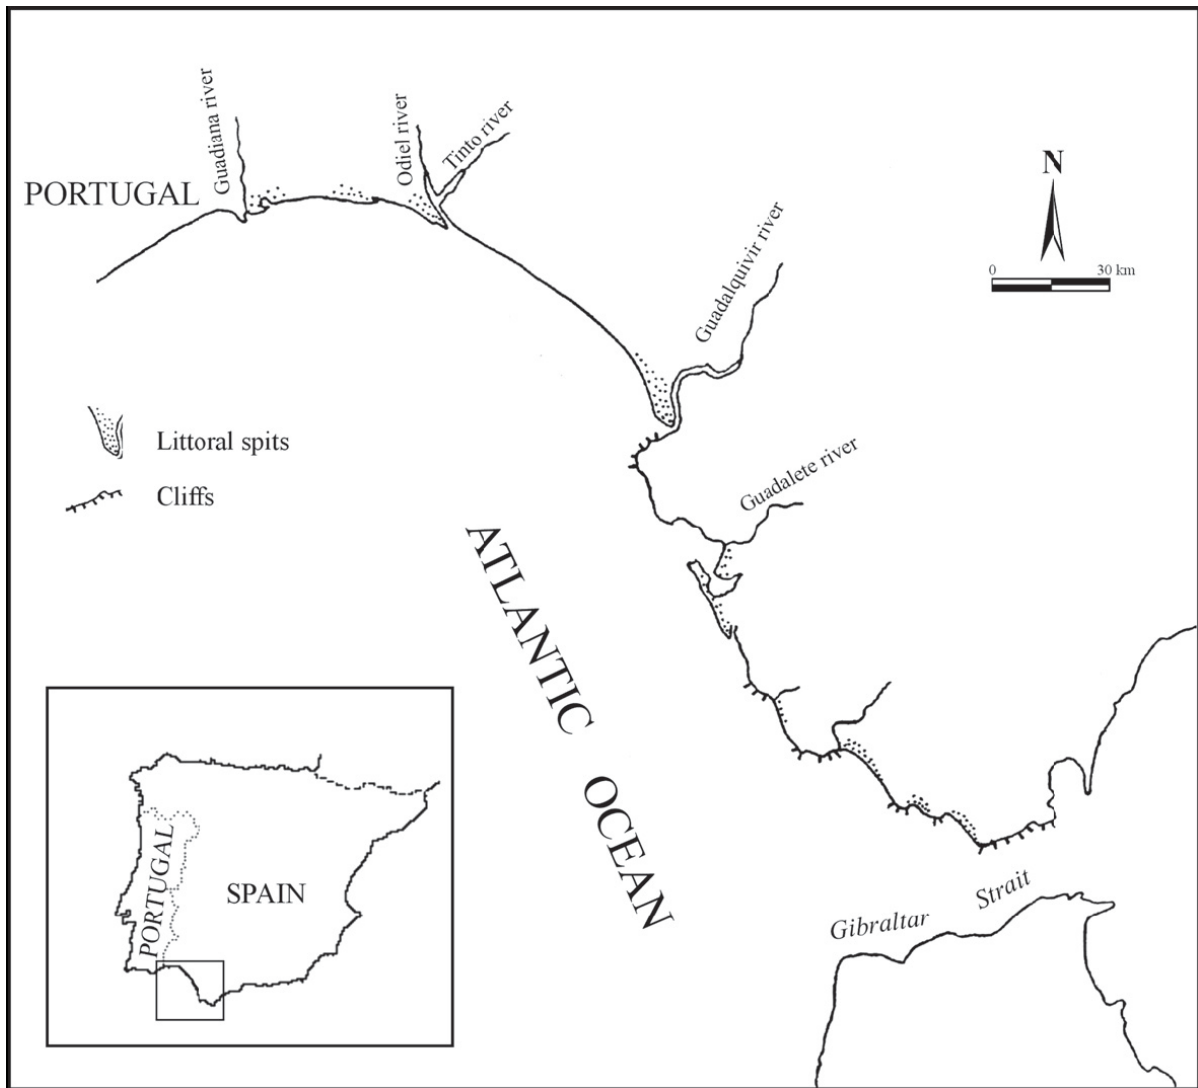 Guadiana river
Odiel river
Tinto river
PORTUGAL
N
0 30 km
Guadalquivir river
Littoral spits
Cliffs
Guadalete river
ATLANTIC OCEAN
Gibraltar Strait
PORTUGAL
SPAIN